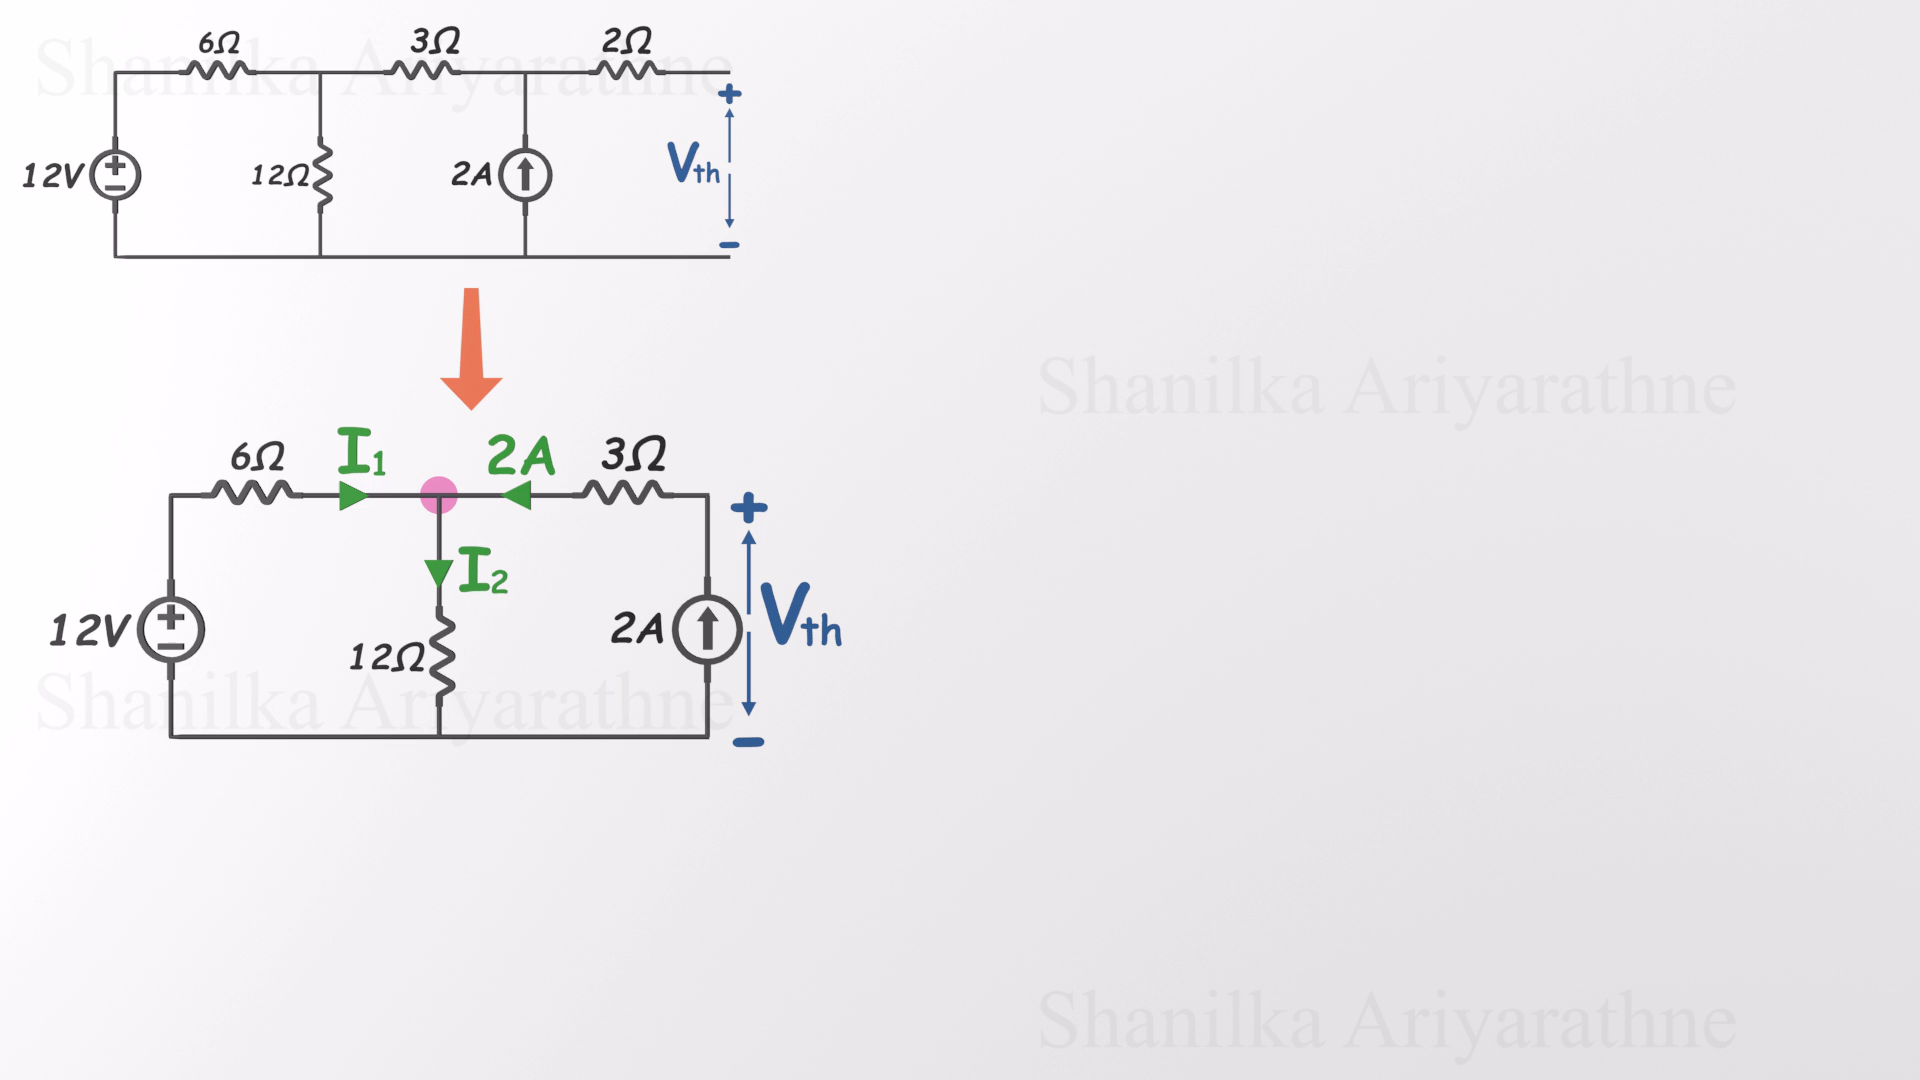 Shanilka Ariyarathne
6Ω 3Ω 2Ω
+
12V + − 12Ω 2A Vth
−
Shanilka Ariyarathne
6Ω I1 2A 3Ω
+
I2
12V + − 12Ω 2A Vth
Shanilka Ariyarathne
−
Shanilka Ariyarathne